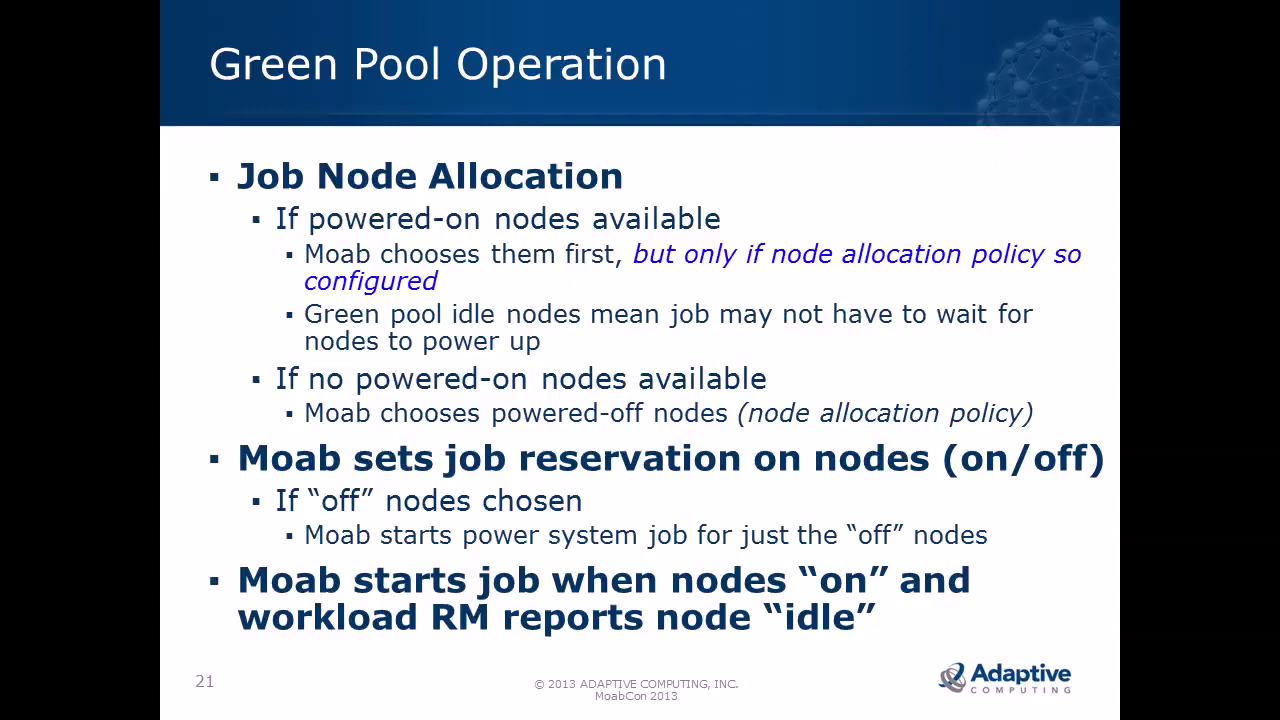 Green Pool Operation
▪ Job Node Allocation
▪ If powered-on nodes available
▪ Moab chooses them first, but only if node allocation policy so
configured
▪ Green pool idle nodes mean job may not have to wait for
nodes to power up
▪ If no powered-on nodes available
▪ Moab chooses powered-off nodes (node allocation policy)
▪ Moab sets job reservation on nodes (on/off)
▪ If “off” nodes chosen
▪ Moab starts power system job for just the “off” nodes
▪ Moab starts job when nodes “on” and
workload RM reports node “idle”
21
© 2013 ADAPTIVE COMPUTING, INC.
MoabCon 2013
Adaptive
COMPUTING